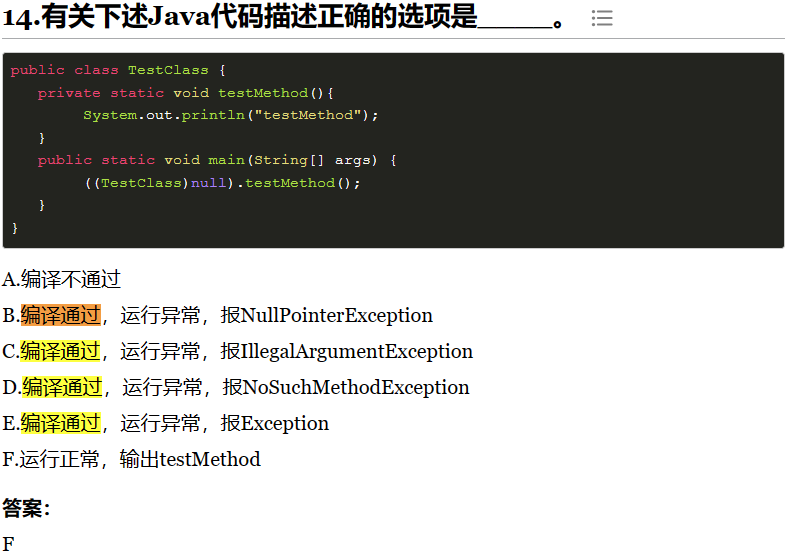 14.有关下述Java代码描述正确的选项是____。
public class TestClass {
   private static void testMethod(){
        System.out.println("testMethod");
   }
   public static void main(String[] args) {
        ((TestClass)null).testMethod();
   }
}
A.编译不通过
B.编译通过，运行异常，报NullPointerException
C.编译通过，运行异常，报IllegalArgumentException
D.编译通过，运行异常，报NoSuchMethodException
E.编译通过，运行异常，报Exception
F.运行正常，输出testMethod
答案：
F